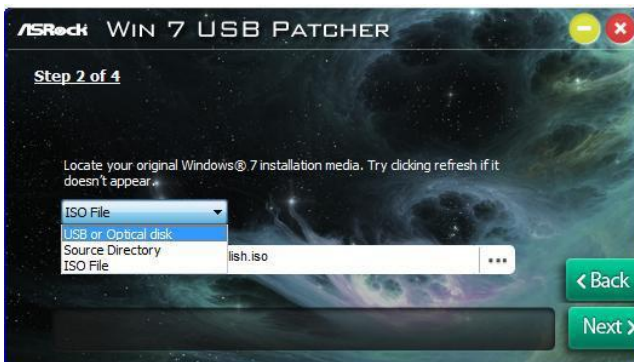 ASRock WIN 7 USB PATCHER
Step 2 of 4
Locate your original Windows® 7 installation media. Try clicking refresh if it
doesn't appear.
ISO File
USB or Optical disk
Source Directory
ISO File
lish.iso
...
< Back
Next >